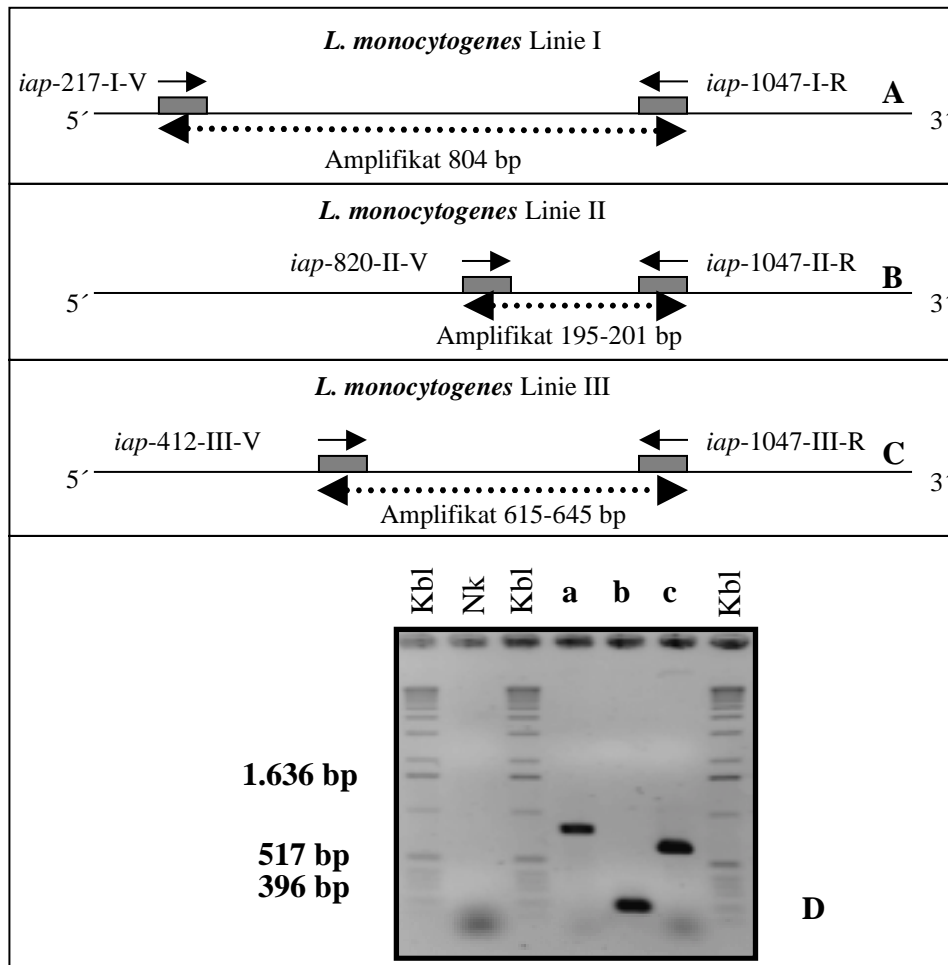 L. monocytogenes Linie I
iap-217-I-V
iap-1047-I-R
A
5´
3´
Amplifikat 804 bp
L. monocytogenes Linie II
iap-820-II-V
iap-1047-II-R
B
5´
3´
Amplifikat 195-201 bp
L. monocytogenes Linie III
iap-412-III-V
iap-1047-III-R
C
5´
3´
Amplifikat 615-645 bp
Kbl Nk Kbl a b c Kbl
1.636 bp
517 bp
396 bp
D